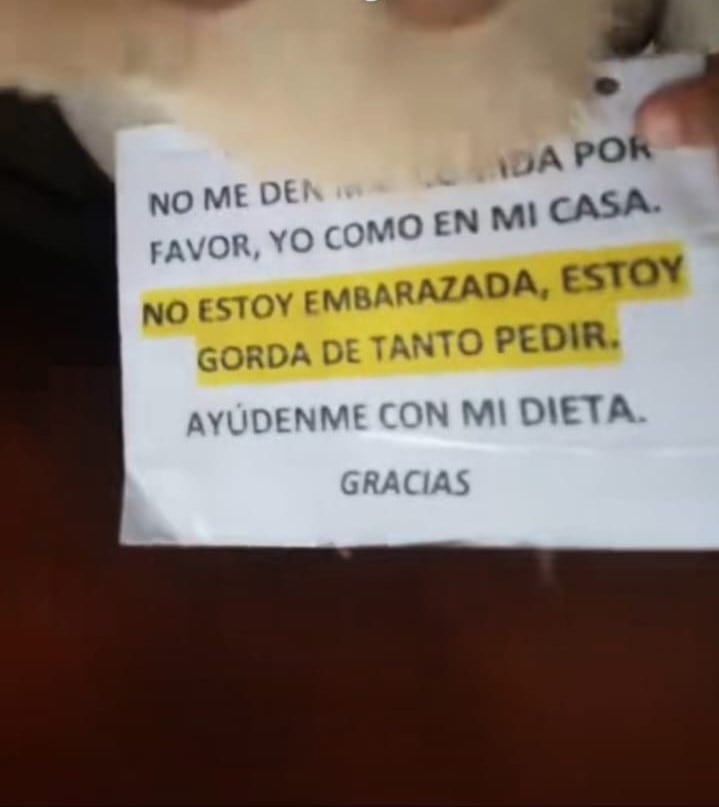 NO ME DEN POR
FAVOR, YO COMO EN MI CASA.
NO ESTOY EMBARAZADA, ESTOY
GORDA DE TANTO PEDIR.
AYÚDENME CON MI DIETA.
GRACIAS